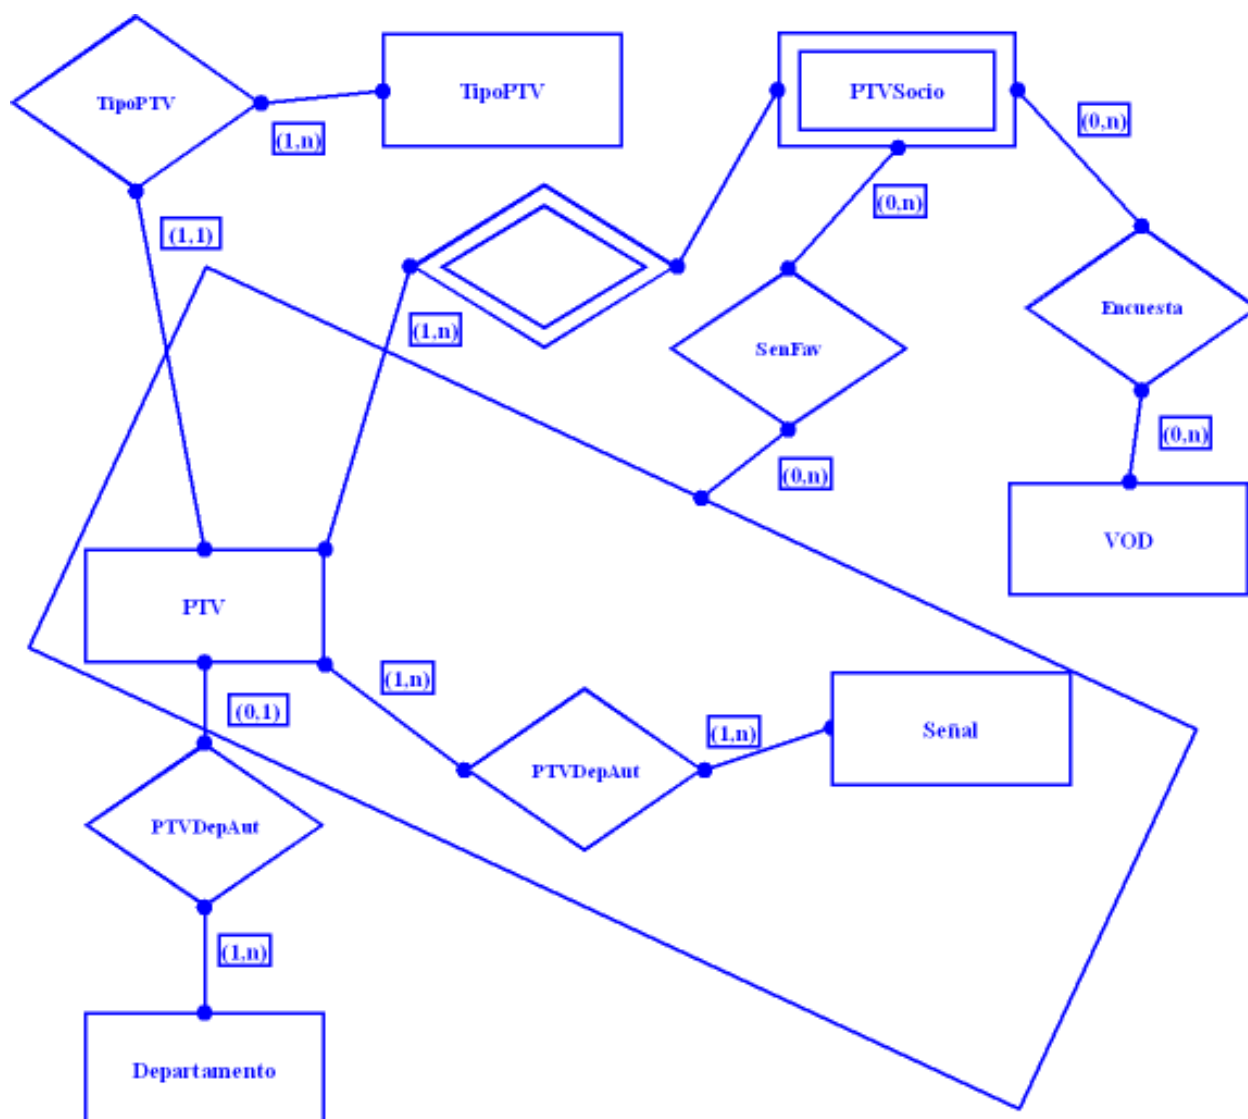 TipoPTV
TipoPTV
PTVSocio
(1,n)
(0,n)
(0,n)
(1,1)
(1,n)
Encuesta
SenFav
(0,n)
(0,n)
VOD
PTV
(1,n)
(0,1)
(1,n)
Señal
PTVDepAut
PTVDepAut
(1,n)
Departamento